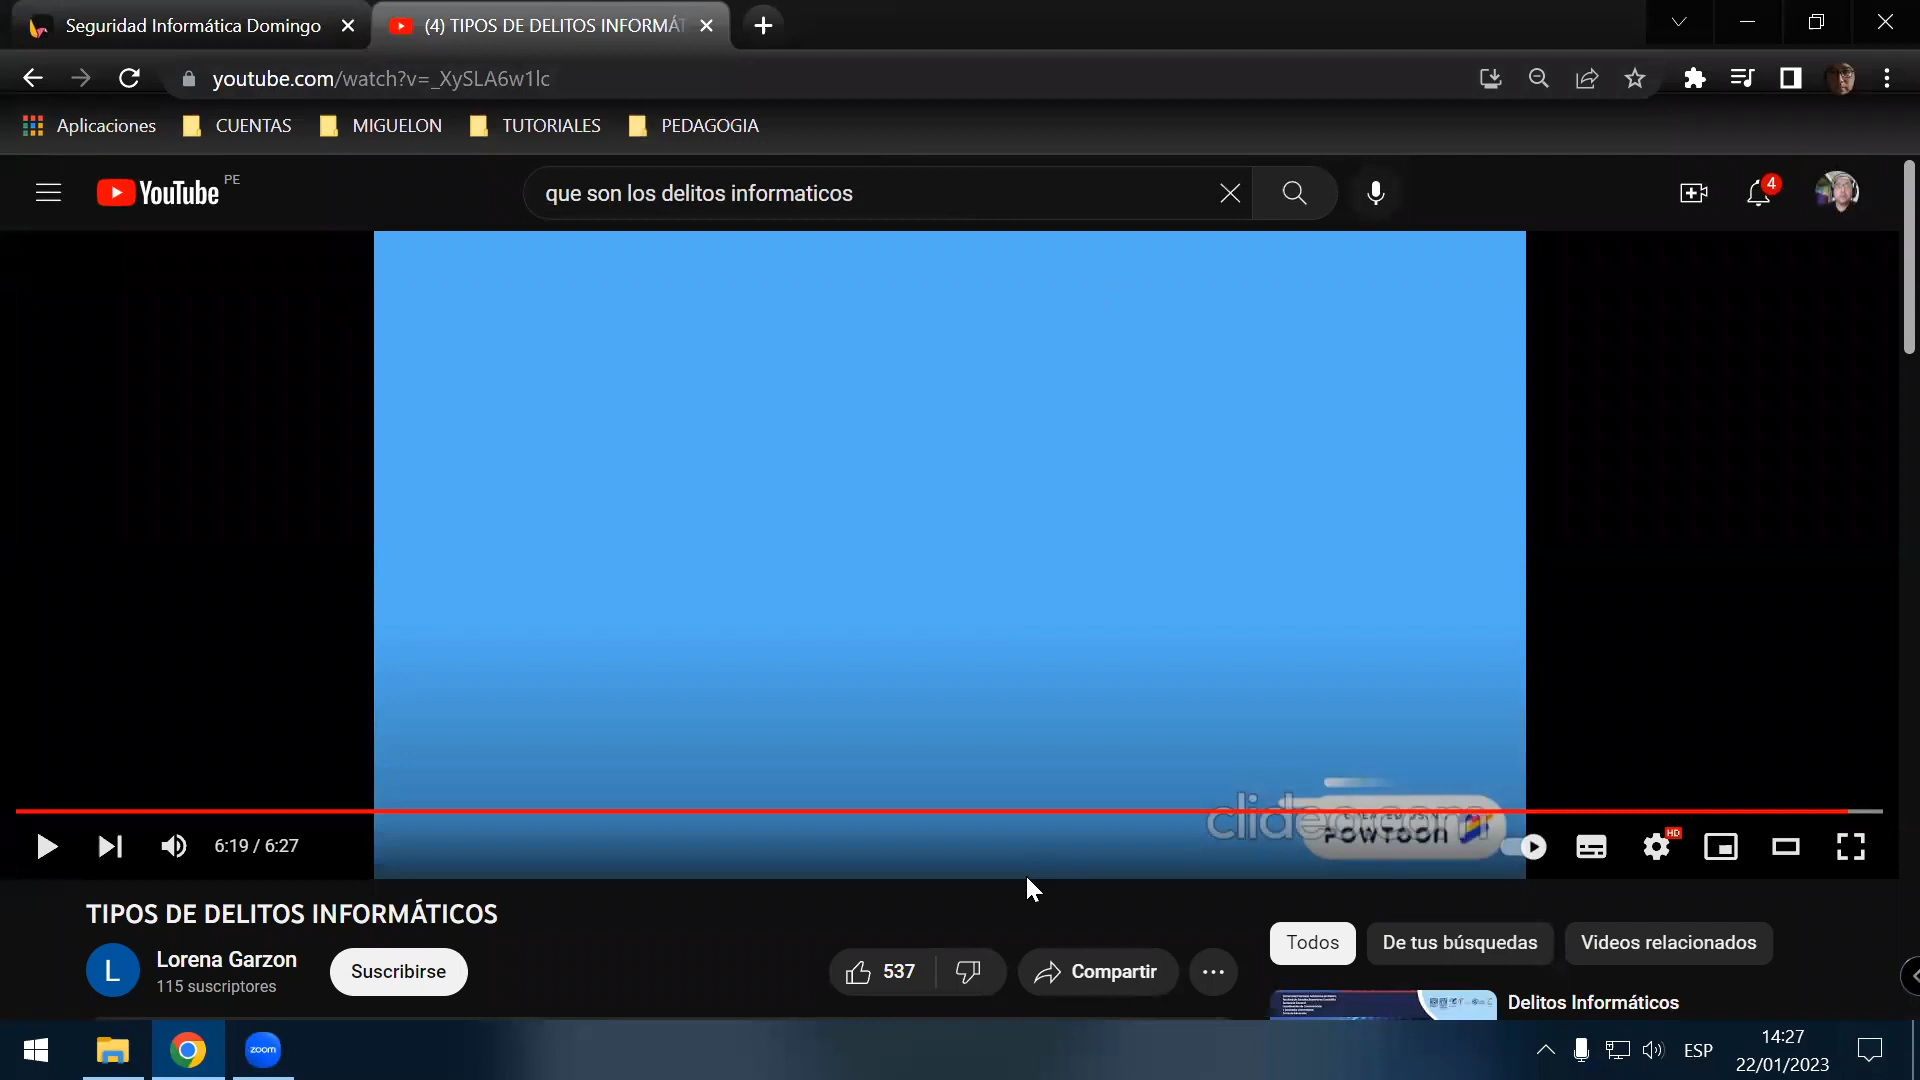 Seguridad Informática Domingo
(4) TIPOS DE DELITOS INFORMÁT
youtube.com/watch?v=_XySLA6w1lc
Aplicaciones
CUENTAS
MIGUELON
TUTORIALES
PEDAGOGIA
YouTube PE
que son los delitos informaticos
4
clideo.com
POWTOON
6:19 / 6:27
HD
TIPOS DE DELITOS INFORMÁTICOS
L
Lorena Garzon
115 suscriptores
Suscribirse
537
Compartir
Todos
De tus búsquedas
Videos relacionados
Delitos Informáticos
zoom
ESP
14:27
22/01/2023